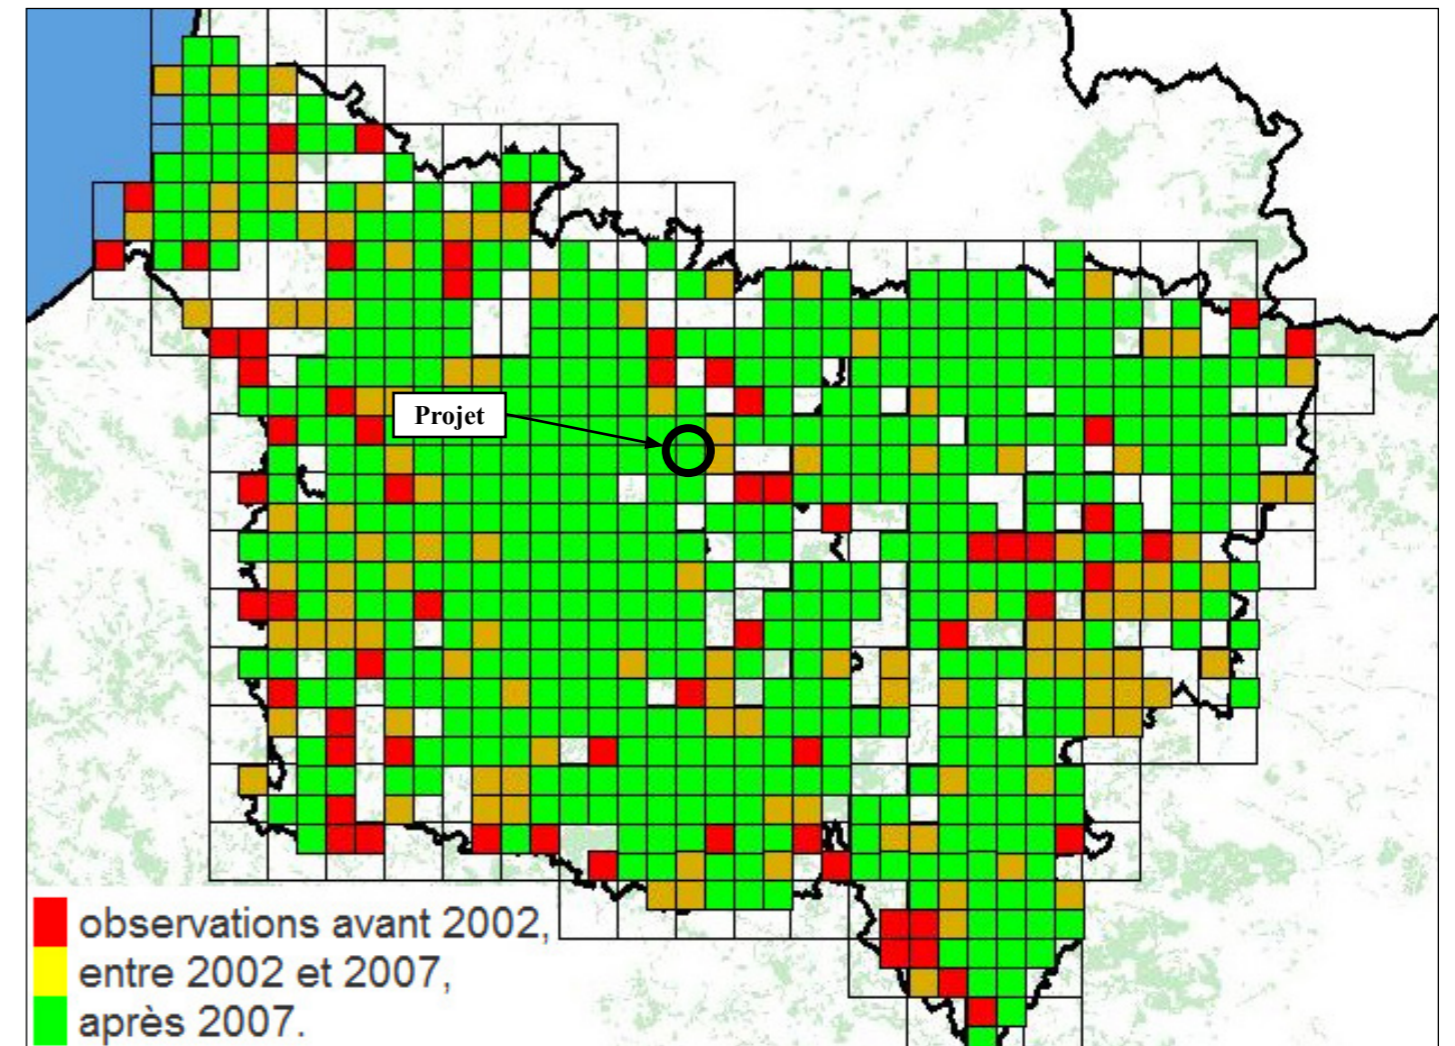 Projet
observations avant 2002,
entre 2002 et 2007,
après 2007.